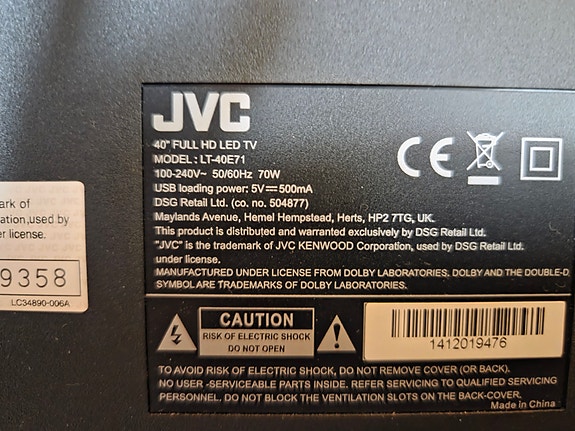 JVC
40" FULL HD LED TV
MODEL: LT-40E71
100-240V~ 50/60Hz 70W
USB loading power: 5V⎓500mA
DSG Retail Ltd. (co. no. 504877)
Maylands Avenue, Hemel Hempstead, Herts, HP2 7TG, UK.
This product is distributed and warranted exclusively by DSG Retail Ltd.
"JVC" is the trademark of JVC KENWOOD Corporation, used by DSG Retail Ltd.
under license.
MANUFACTURED UNDER LICENSE FROM DOLBY LABORATORIES. DOLBY AND THE DOUBLE-D
SYMBOL ARE TRADEMARKS OF DOLBY LABORATORIES.
CE
ark of
ration,used by
er license.
9358
LC34890-006A
CAUTION
RISK OF ELECTRIC SHOCK
DO NOT OPEN
1412019476
TO AVOID RISK OF ELECTRIC SHOCK, DO NOT REMOVE COVER (OR BACK).
NO USER -SERVICEABLE PARTS INSIDE. REFER SERVICING TO QUALIFIED SERVICING
PERSONNEL. DO NOT BLOCK THE VENTILATION SLOTS ON THE BACK-COVER.
Made in China